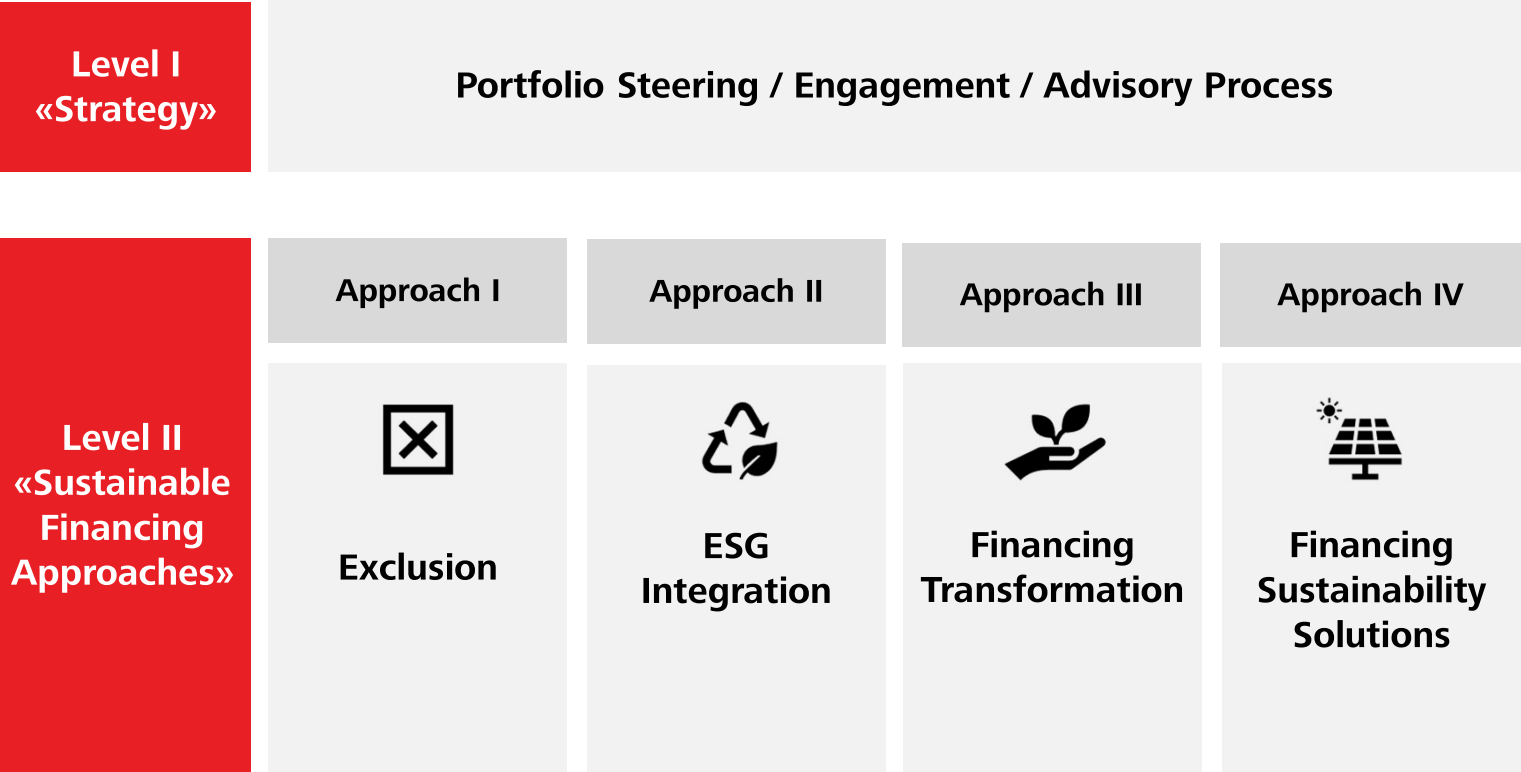 Level I
«Strategy»
Portfolio Steering / Engagement / Advisory Process
Level II
«Sustainable
Financing
Approaches»
Approach I
Exclusion
Approach II
ESG
Integration
Approach III
Financing
Transformation
Approach IV
Financing
Sustainability
Solutions